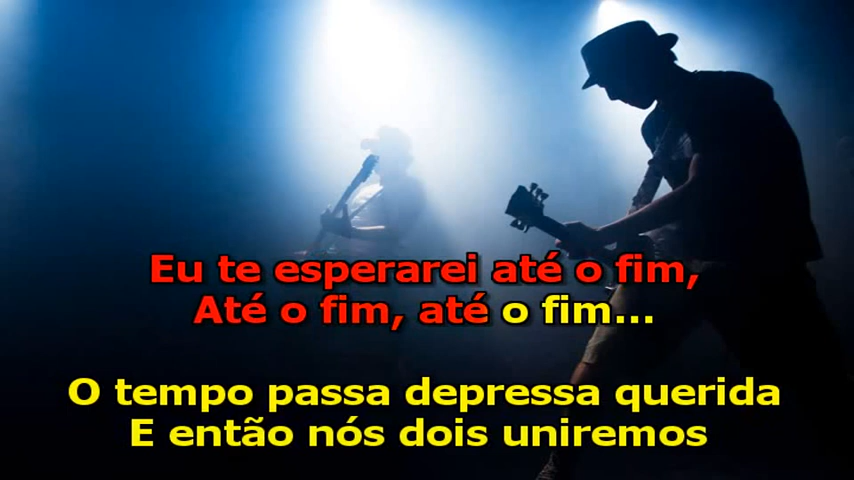 Eu te esperarei até o fim,
Até o fim, até o fim...
O tempo passa depressa querida
E então nós dois uniremos